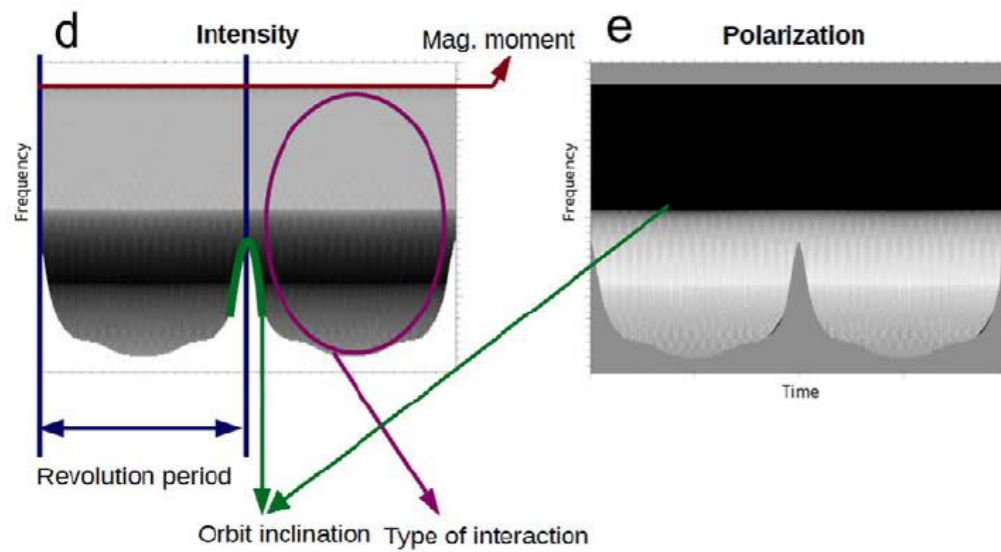 d
Intensity
Mag. moment
Frequency
Revolution period
Orbit inclination
Type of interaction
e
Polarization
Frequency
Time